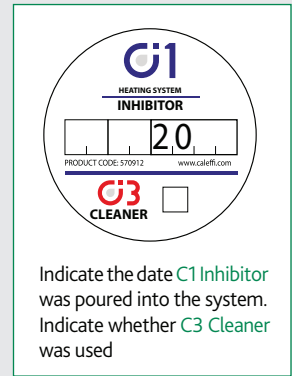 C1
HEATING SYSTEM
INHIBITOR
20
PRODUCT CODE: 570912 www.caleffi.com
C3
CLEANER
Indicate the date C1 Inhibitor
was poured into the system.
Indicate whether C3 Cleaner
was used